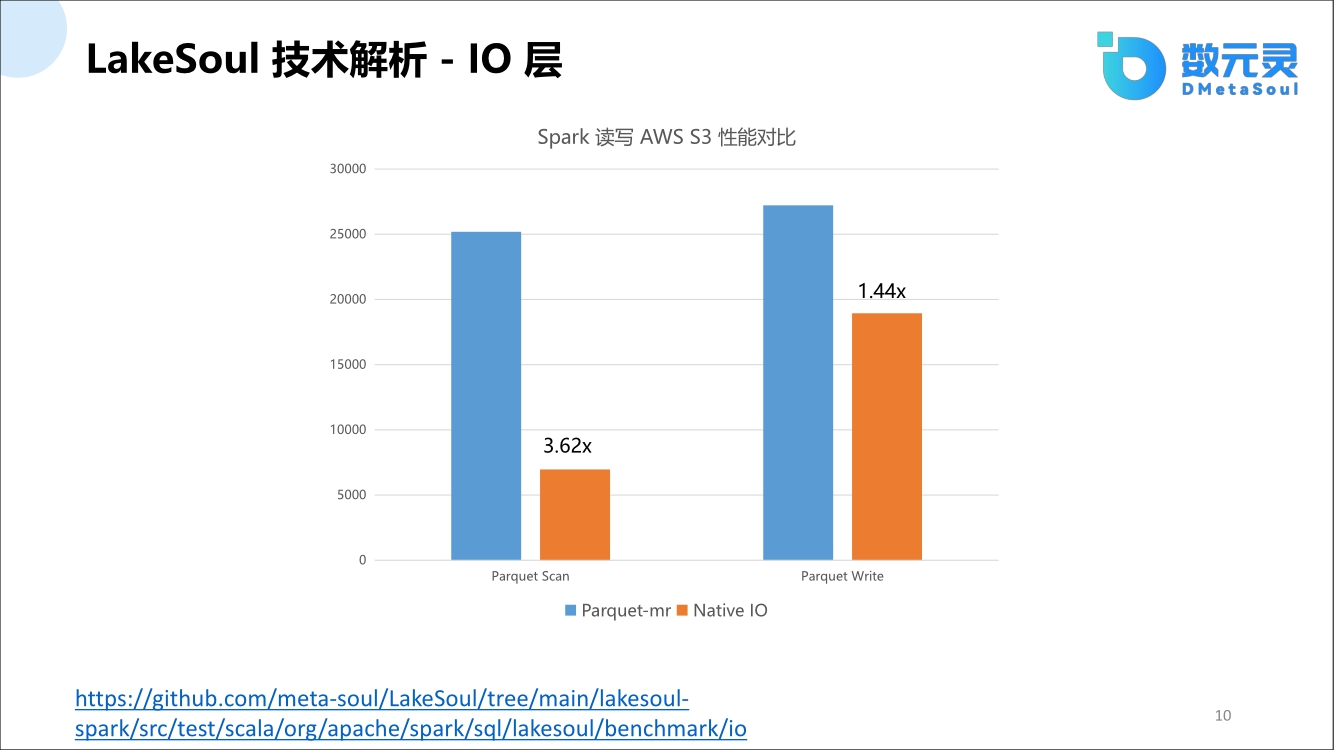 LakeSoul 技术解析 - IO 层
数元灵
DMetaSoul
Spark 读写 AWS S3 性能对比
30000
25000
20000
15000
10000
5000
0
1.44x
3.62x
Parquet Scan
Parquet Write
Parquet-mr
Native IO
https://github.com/meta-soul/LakeSoul/tree/main/lakesoul-
spark/src/test/scala/org/apache/spark/sql/lakesoul/benchmark/io
10